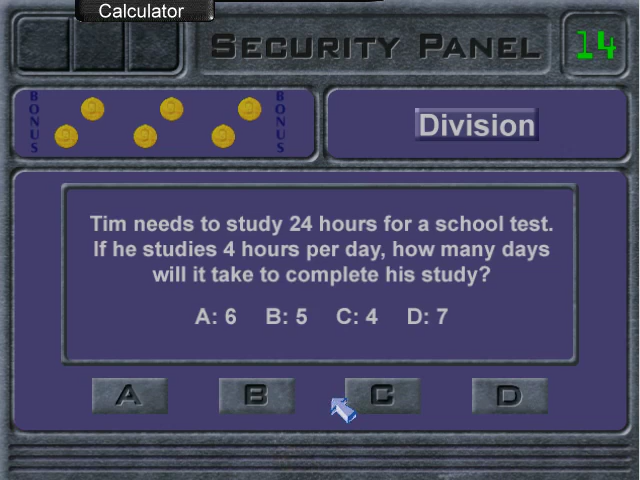 Calculator
SECURITY PANEL
14
BONUS
BONUS
Division
Tim needs to study 24 hours for a school test.
If he studies 4 hours per day, how many days
will it take to complete his study?
A: 6 B: 5 C: 4 D: 7
A B C D